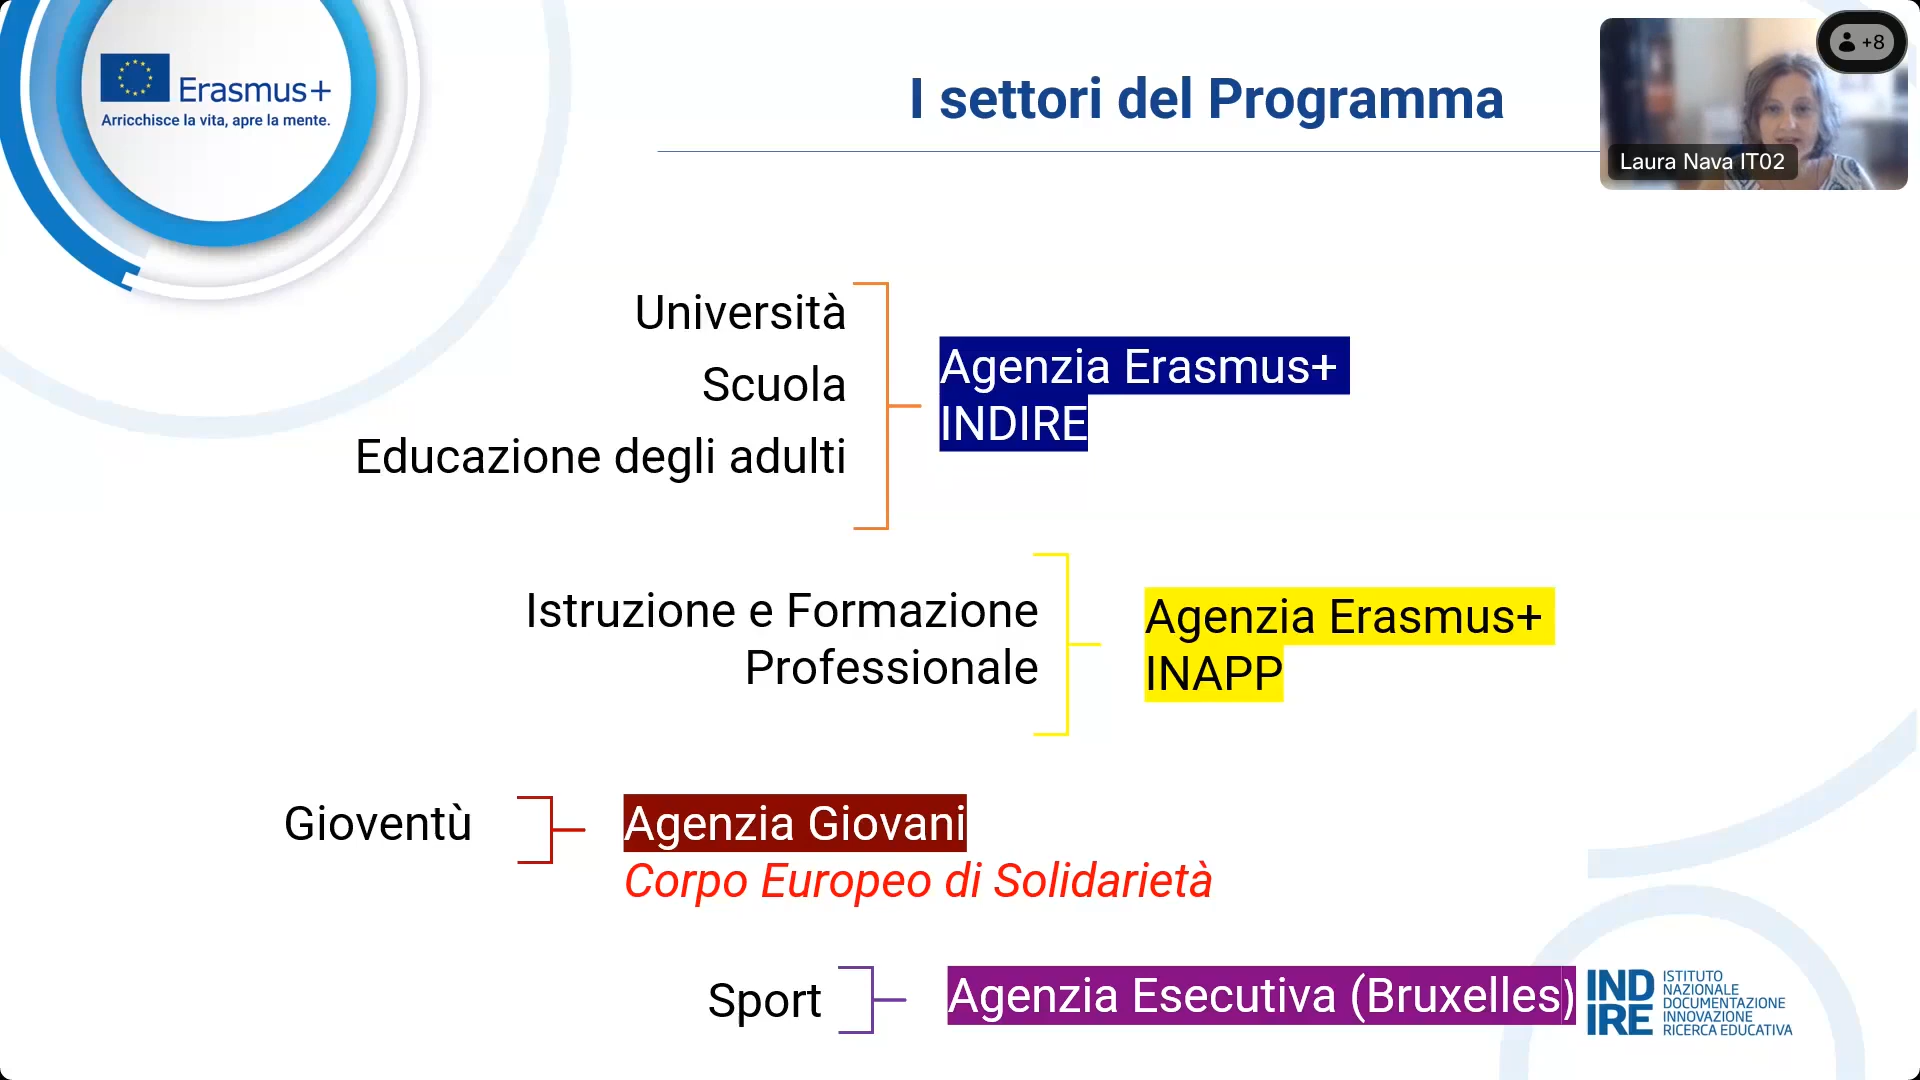 Erasmus+
Arricchisce la vita, apre la mente.
I settori del Programma
+8
Laura Nava IT02
Università
Scuola
Educazione degli adulti
Agenzia Erasmus+
INDIRE
Istruzione e Formazione
Professionale
Agenzia Erasmus+
INAPP
Gioventù
Agenzia Giovani
Corpo Europeo di Solidarietà
Sport
Agenzia Esecutiva (Bruxelles)
IND
IRE
ISTITUTO
NAZIONALE
DOCUMENTAZIONE
INNOVAZIONE
RICERCA EDUCATIVA